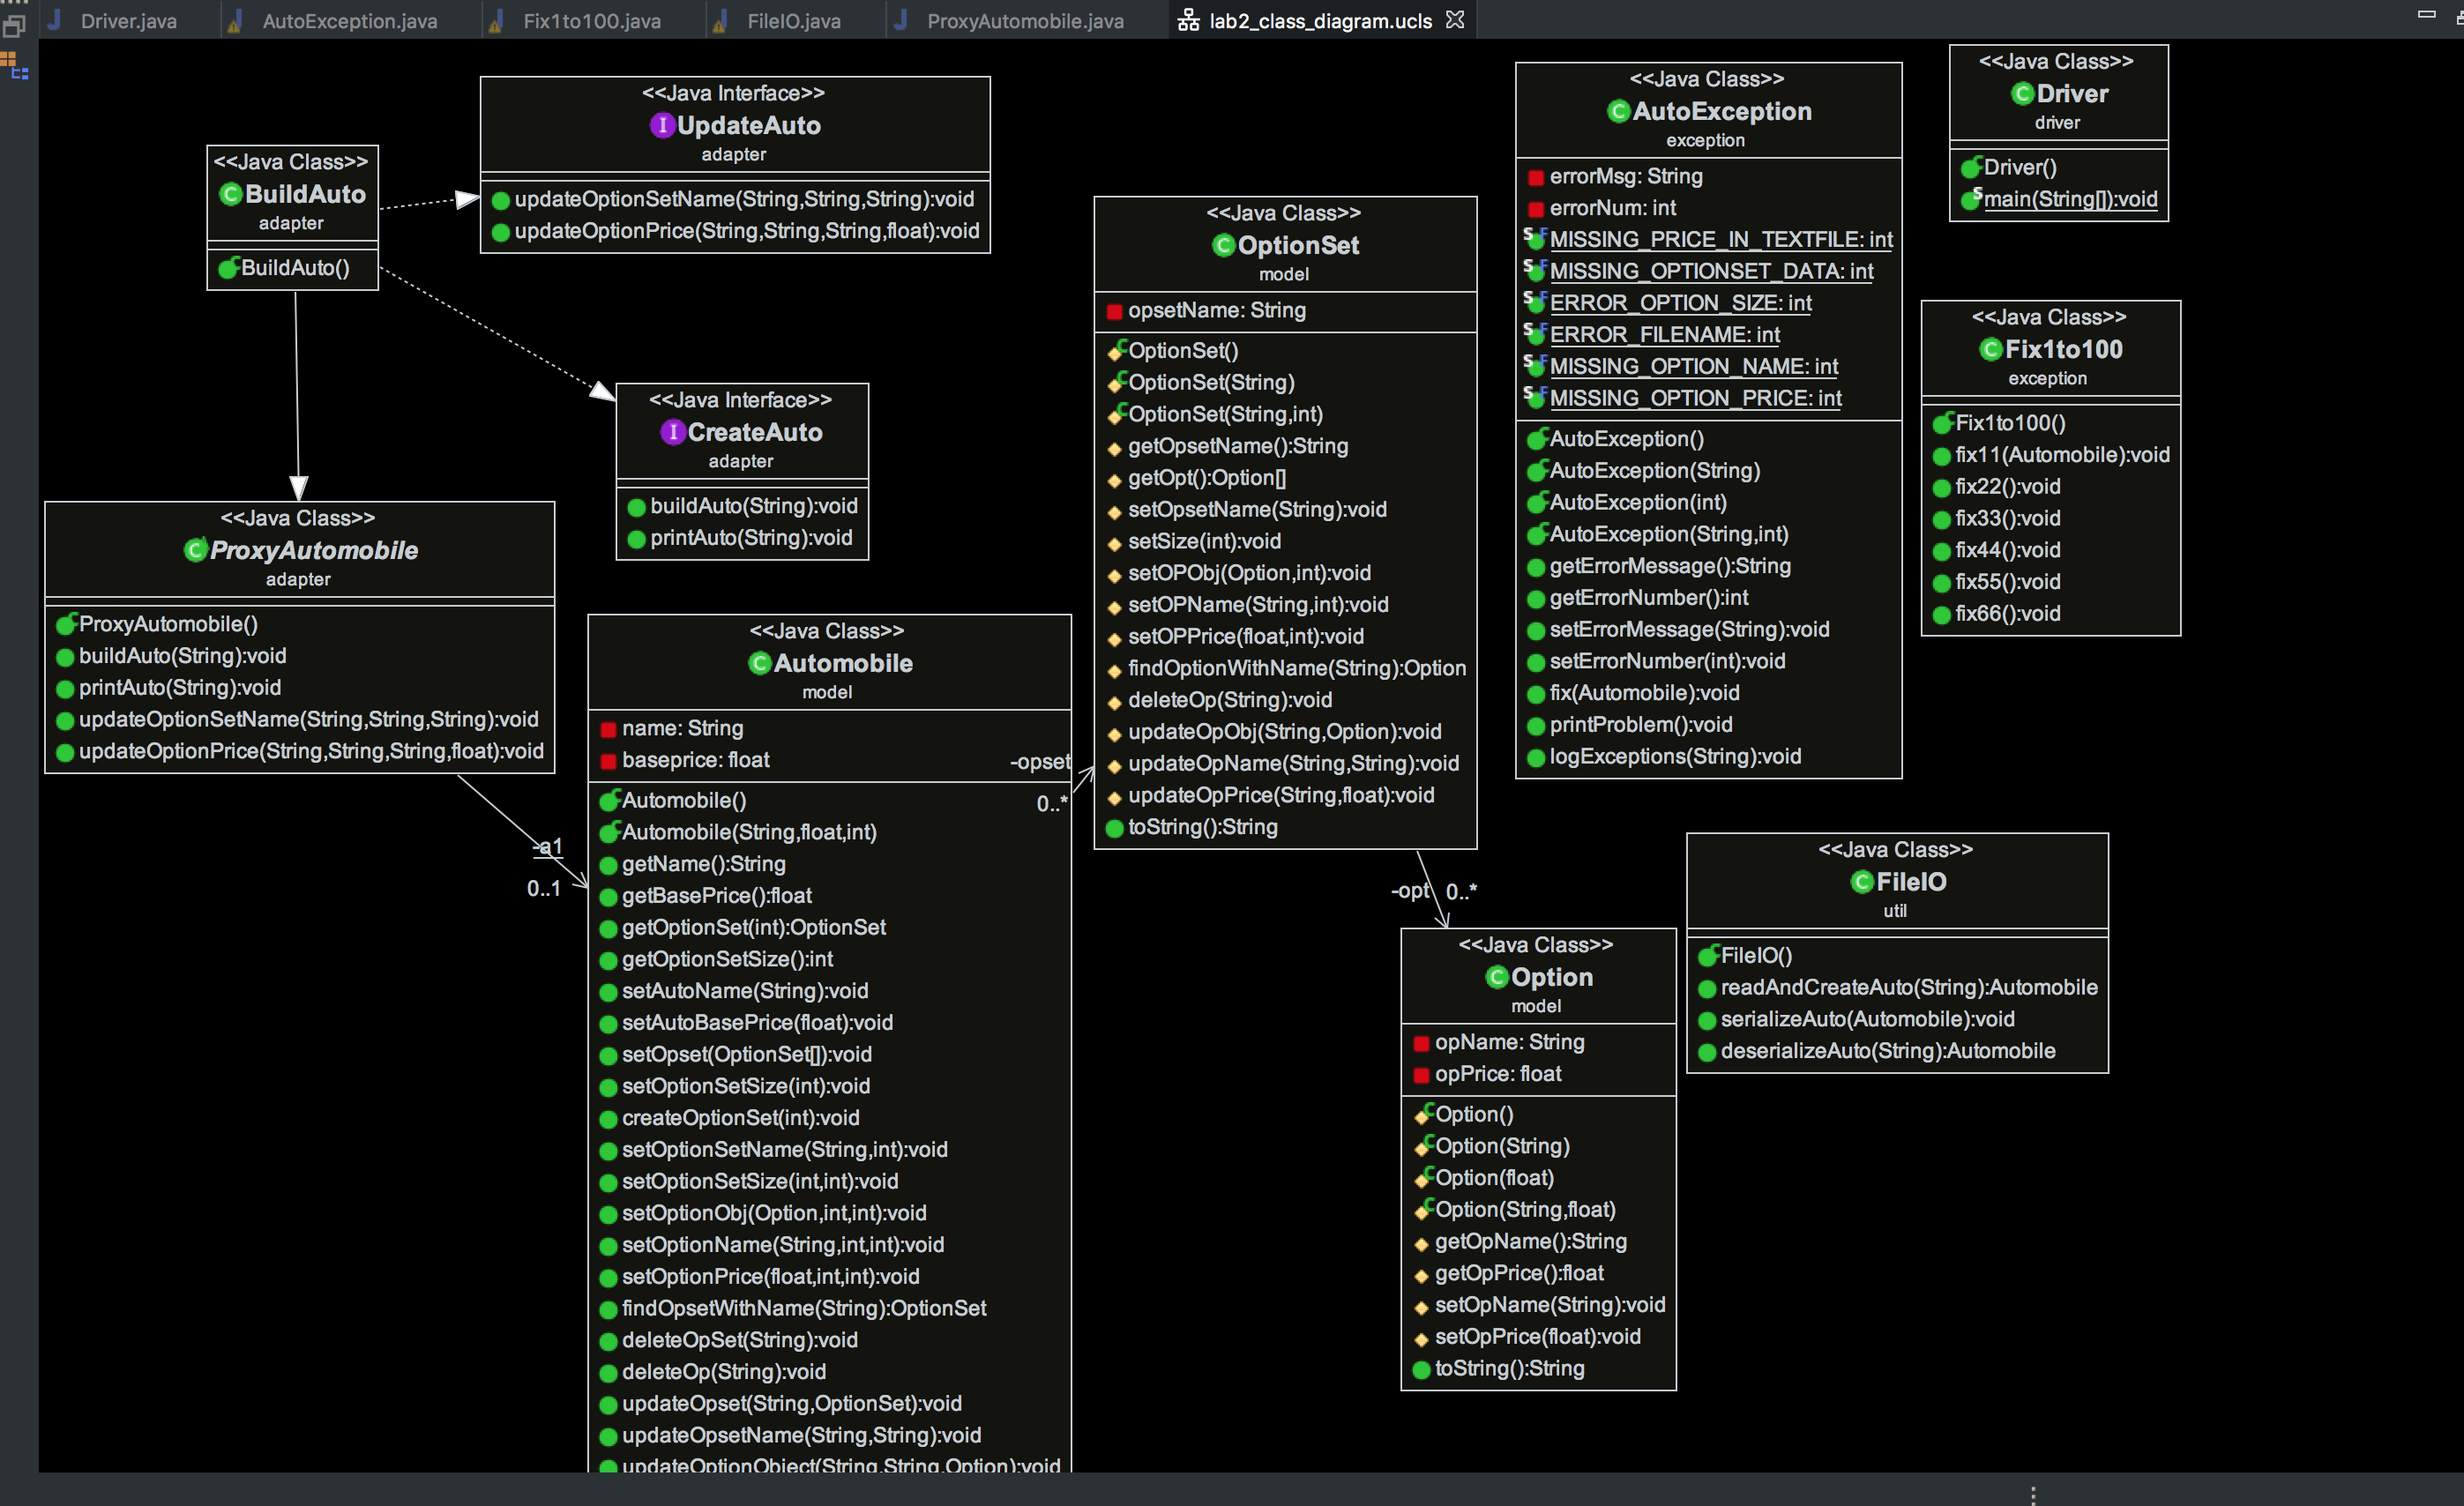 Driver.java
AutoException.java
Fix1to100.java
FileIO.java
ProxyAutomobile.java
lab2_class_diagram.ucls
<<Java Class>>
BuildAuto
adapter
BuildAuto()
<<Java Interface>>
UpdateAuto
adapter
updateOptionSetName(String,String,String):void
updateOptionPrice(String,String,String,float):void
<<Java Interface>>
CreateAuto
adapter
buildAuto(String):void
printAuto(String):void
<<Java Class>>
ProxyAutomobile
adapter
ProxyAutomobile()
buildAuto(String):void
printAuto(String):void
updateOptionSetName(String,String,String):void
updateOptionPrice(String,String,String,float):void
-a1
0..1
<<Java Class>>
Automobile
model
name: String
baseprice: float
Automobile()
Automobile(String,float,int)
getName():String
getBasePrice():float
getOptionSet(int):OptionSet
getOptionSetSize():int
setAutoName(String):void
setAutoBasePrice(float):void
setOpset(OptionSet[]):void
setOptionSetSize(int):void
createOptionSet(int):void
setOptionSetName(String,int):void
setOptionSetSize(int,int):void
setOptionObj(Option,int,int):void
setOptionName(String,int,int):void
setOptionPrice(float,int,int):void
findOpsetWithName(String):OptionSet
deleteOpSet(String):void
deleteOp(String):void
updateOpset(String,OptionSet):void
updateOpsetName(String,String):void
updateOptionObject(String,String,Option):void
-opset
0..*
<<Java Class>>
OptionSet
model
opsetName: String
OptionSet()
OptionSet(String)
OptionSet(String,int)
getOpsetName():String
getOpt():Option[]
setOpsetName(String):void
setSize(int):void
setOPObj(Option,int):void
setOPName(String,int):void
setOPPrice(float,int):void
findOptionWithName(String):Option
deleteOp(String):void
updateOpObj(String,Option):void
updateOpName(String,String):void
updateOpPrice(String,float):void
toString():String
-opt 0..*
<<Java Class>>
Option
model
opName: String
opPrice: float
Option()
Option(String)
Option(float)
Option(String,float)
getOpName():String
getOpPrice():float
setOpName(String):void
setOpPrice(float):void
toString():String
<<Java Class>>
AutoException
exception
errorMsg: String
errorNum: int
MISSING_PRICE_IN_TEXTFILE: int
MISSING_OPTIONSET_DATA: int
ERROR_OPTION_SIZE: int
ERROR_FILENAME: int
MISSING_OPTION_NAME: int
MISSING_OPTION_PRICE: int
AutoException()
AutoException(String)
AutoException(int)
AutoException(String,int)
getErrorMessage():String
getErrorNumber():int
setErrorMessage(String):void
setErrorNumber(int):void
fix(Automobile):void
printProblem():void
logExceptions(String):void
<<Java Class>>
Driver
driver
Driver()
main(String[]):void
<<Java Class>>
Fix1to100
exception
Fix1to100()
fix11(Automobile):void
fix22():void
fix33():void
fix44():void
fix55():void
fix66():void
<<Java Class>>
FileIO
util
FileIO()
readAndCreateAuto(String):Automobile
serializeAuto(Automobile):void
deserializeAuto(String):Automobile